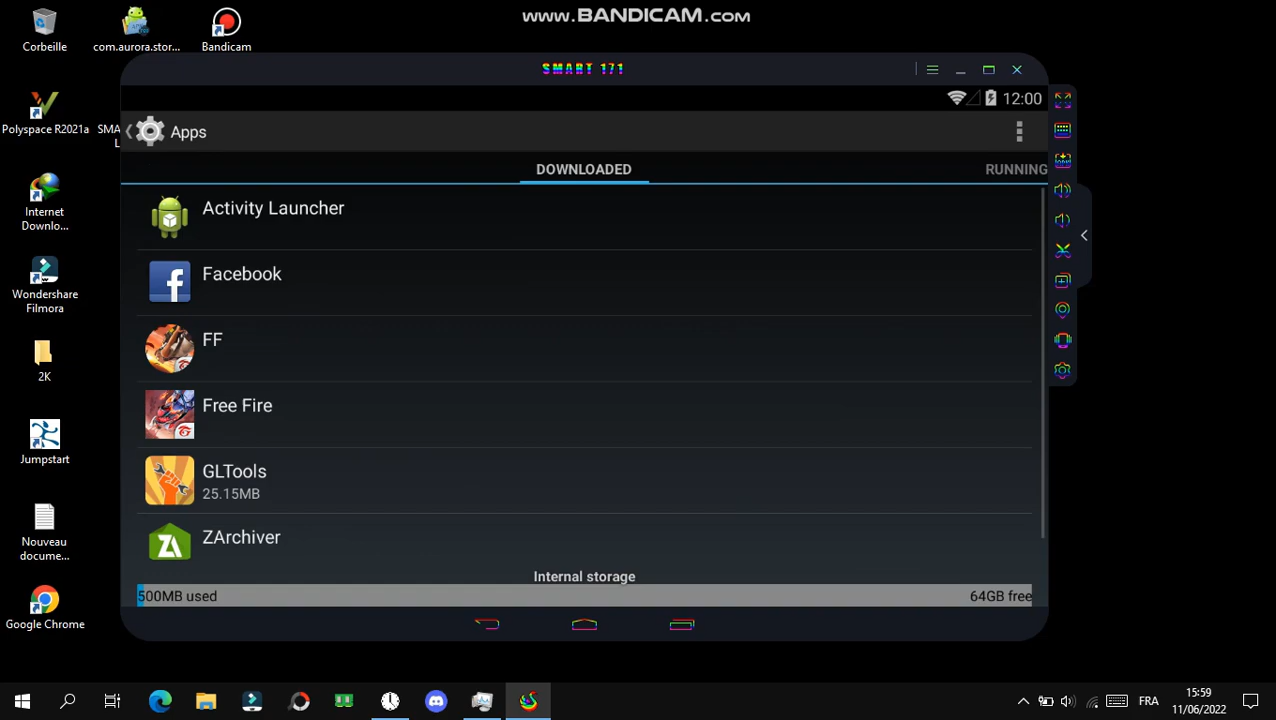 www.BANDICAM.com
Corbeille
com.aurora.stor...
Bandicam
SMART 171
12:00
Polyspace R2021a
SMA
L
Apps
DOWNLOADED
RUNNING
Activity Launcher
Internet
Downlo...
Facebook
Wondershare
Filmora
FF
2K
Free Fire
Jumpstart
GLTools
25.15MB
Nouveau
docume...
ZArchiver
ZA
Internal storage
500MB used
64GB free
Google Chrome
FRA
15:59
11/06/2022